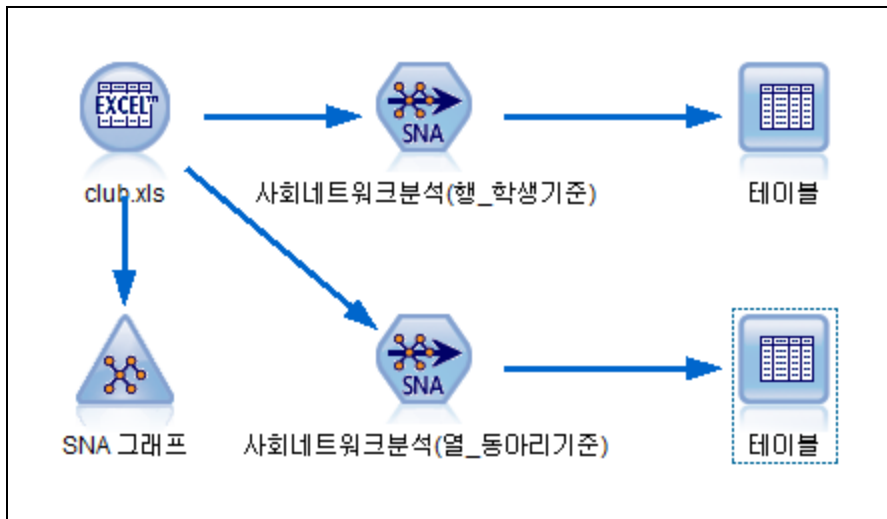 EXCEL™
SNA
club.xls
사회네트워크분석(행_학생기준)
테이블
SNA
SNA 그래프
사회네트워크분석(열_동아리기준)
테이블